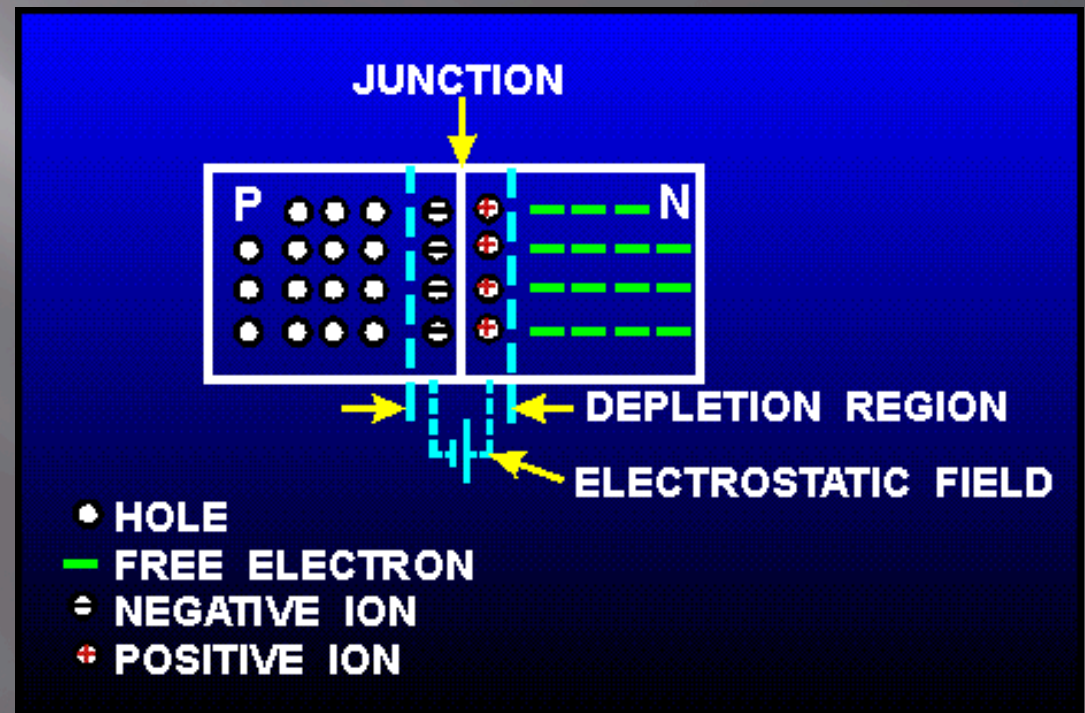 JUNCTION
P N
DEPLETION REGION
ELECTROSTATIC FIELD
HOLE
FREE ELECTRON
NEGATIVE ION
POSITIVE ION